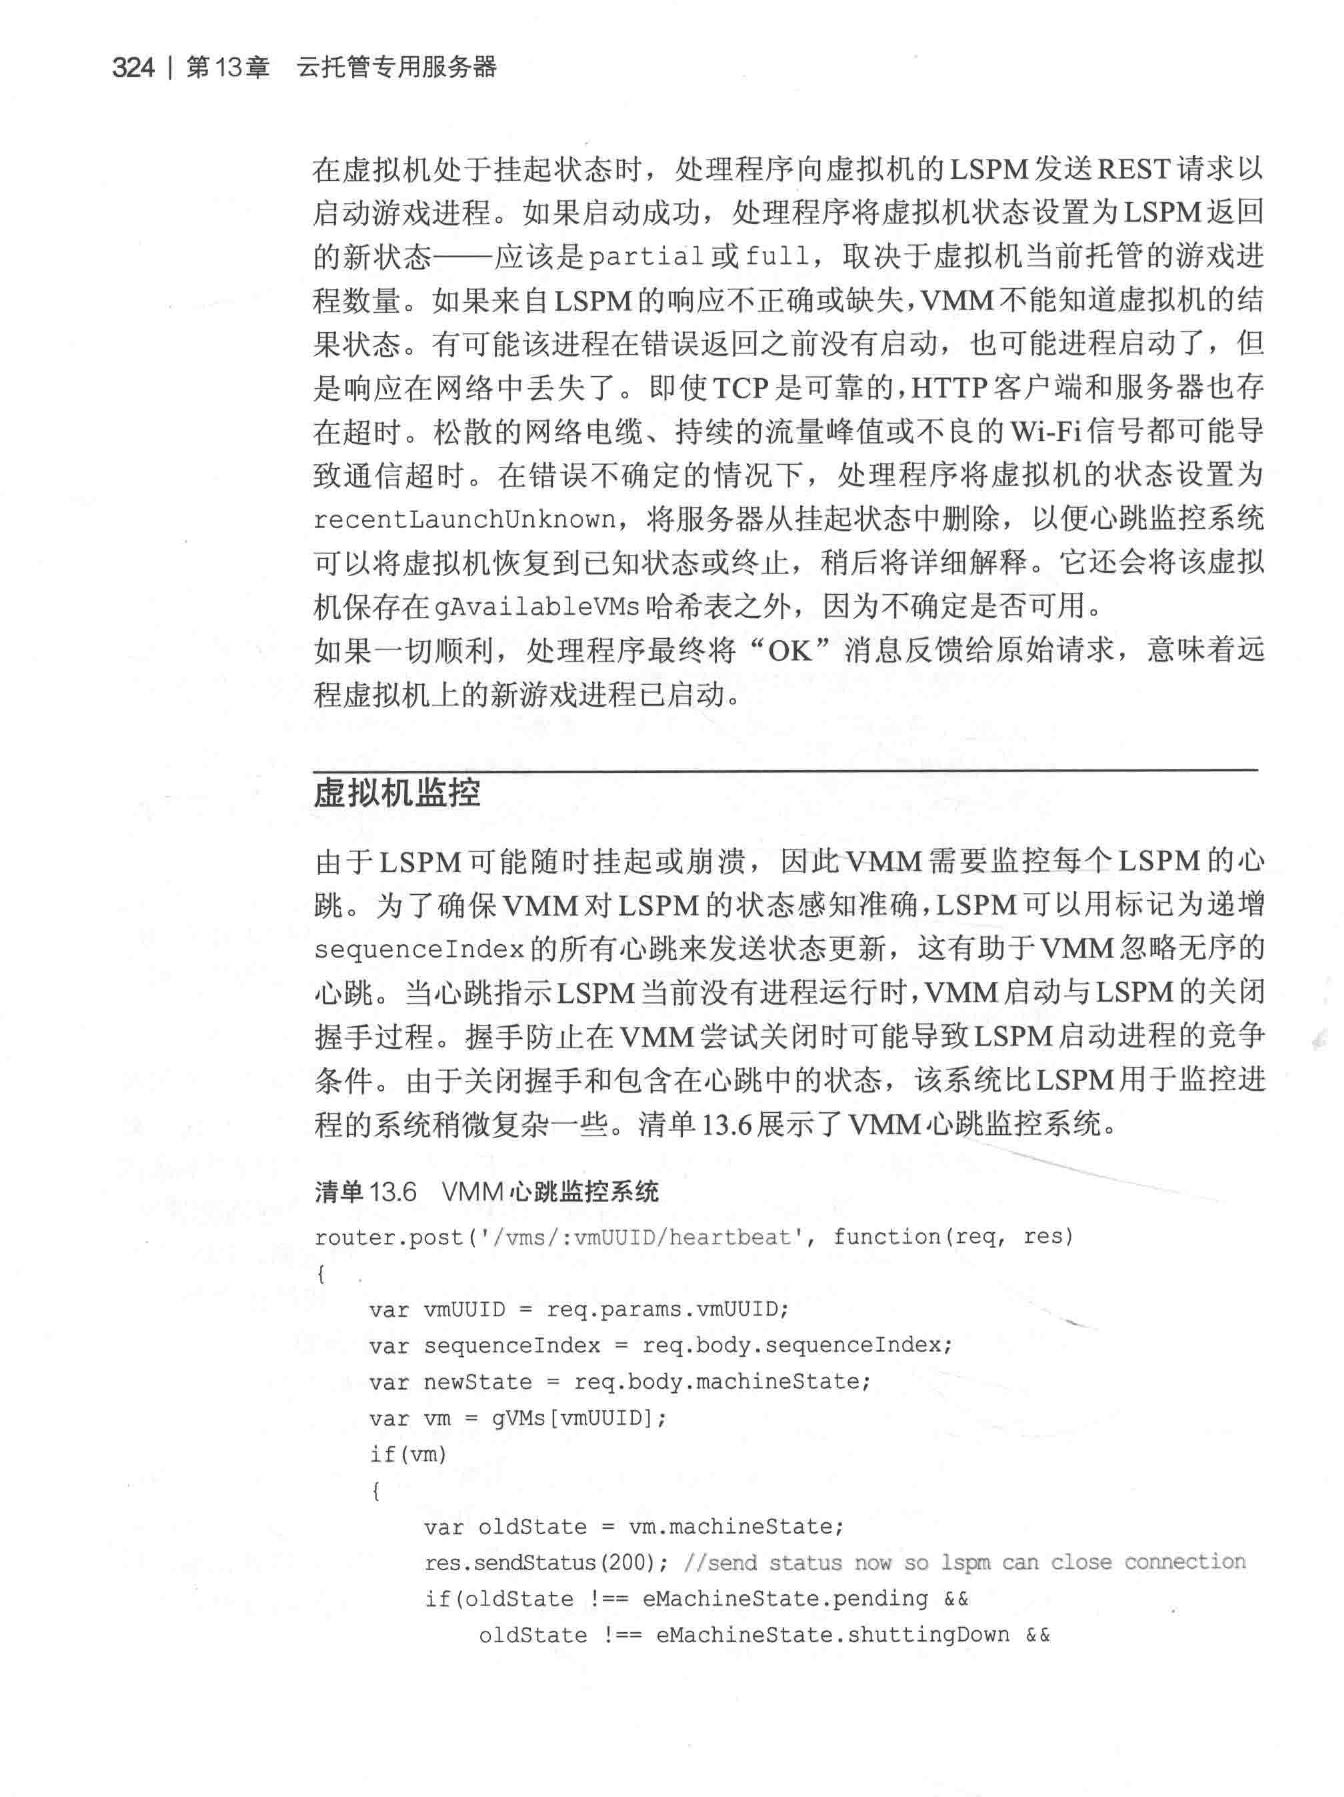 324 | 第13章 云托管专用服务器
在虚拟机处于挂起状态时，处理程序向虚拟机的LSPM发送REST请求以
启动游戏进程。如果启动成功，处理程序将虚拟机状态设置为LSPM返回
的新状态——应该是partial或full，取决于虚拟机当前托管的游戏进
程数量。如果来自LSPM的响应不正确或缺失，VMM不能知道虚拟机的结
果状态。有可能该进程在错误返回之前没有启动，也可能进程启动了，但
是响应在网络中丢失了。即使TCP是可靠的，HTTP客户端和服务器也存
在超时。松散的网络电缆、持续的流量峰值或不良的Wi-Fi信号都可能导
致通信超时。在错误不确定的情况下，处理程序将虚拟机的状态设置为
recentLaunchUnknown，将服务器从挂起状态中删除，以便心跳监控系统
可以将虚拟机恢复到已知状态或终止，稍后将详细解释。它还会将该虚拟
机保存在gAvailableVMs哈希表之外，因为不确定是否可用。
如果一切顺利，处理程序最终将“OK”消息反馈给原始请求，意味着远
程虚拟机上的新游戏进程已启动。
虚拟机监控
由于LSPM可能随时挂起或崩溃，因此VMM需要监控每个LSPM的心
跳。为了确保VMM对LSPM的状态感知准确，LSPM可以用标记为递增
sequenceIndex的所有心跳来发送状态更新，这有助于VMM忽略无序的
心跳。当心跳指示LSPM当前没有进程运行时，VMM启动与LSPM的关闭
握手过程。握手防止在VMM尝试关闭时可能导致LSPM启动进程的竞争
条件。由于关闭握手和包含在心跳中的状态，该系统比LSPM用于监控进
程的系统稍微复杂一些。清单13.6展示了VMM心跳监控系统。
清单13.6 VMM心跳监控系统
router.post('/vms/:vmUUID/heartbeat', function(req, res)
{
var vmUUID = req.params.vmUUID;
var sequenceIndex = req.body.sequenceIndex;
var newState = req.body.machineState;
var vm = gVMs[vmUUID];
if(vm)
{
var oldState = vm.machineState;
res.sendStatus(200); //send status now so lspm can close connection
if(oldState !== eMachineState.pending &&
oldState !== eMachineState.shuttingDown &&